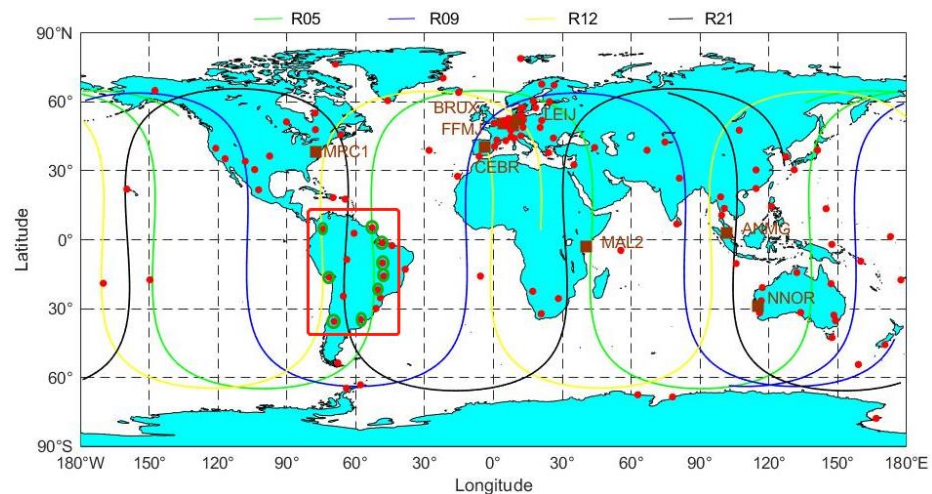 R05 R09 R12 R21
90°N
60°
30°
0°
30°
60°
90°S
BRUX
LEIJ
FFMJ
MRC1
CEBR
MAL2
ANMG
NNOR
180°W 150° 120° 90° 60° 30° 0° 30° 60° 90° 120° 150° 180°E
Longitude
Latitude